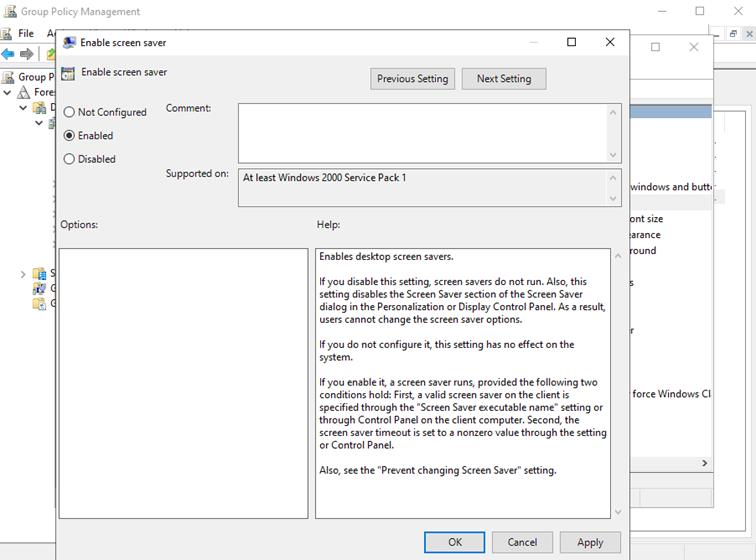 Group Policy Management
File
Enable screen saver
Enable screen saver
Previous Setting
Next Setting
Not Configured
Enabled
Disabled
Comment:
Supported on:
At least Windows 2000 Service Pack 1
Options:
Help:
Enables desktop screen savers.
If you disable this setting, screen savers do not run. Also, this
setting disables the Screen Saver section of the Screen Saver
dialog in the Personalization or Display Control Panel. As a result,
users cannot change the screen saver options.
If you do not configure it, this setting has no effect on the
system.
If you enable it, a screen saver runs, provided the following two
conditions hold: First, a valid screen saver on the client is
specified through the "Screen Saver executable name" setting or
through Control Panel on the client computer. Second, the
screen saver timeout is set to a nonzero value through the setting
or Control Panel.
Also, see the "Prevent changing Screen Saver" setting.
OK
Cancel
Apply
Group P
Fores
D
S
G
G
windows and butt
ont size
arance
round
s
er
force Windows Cl